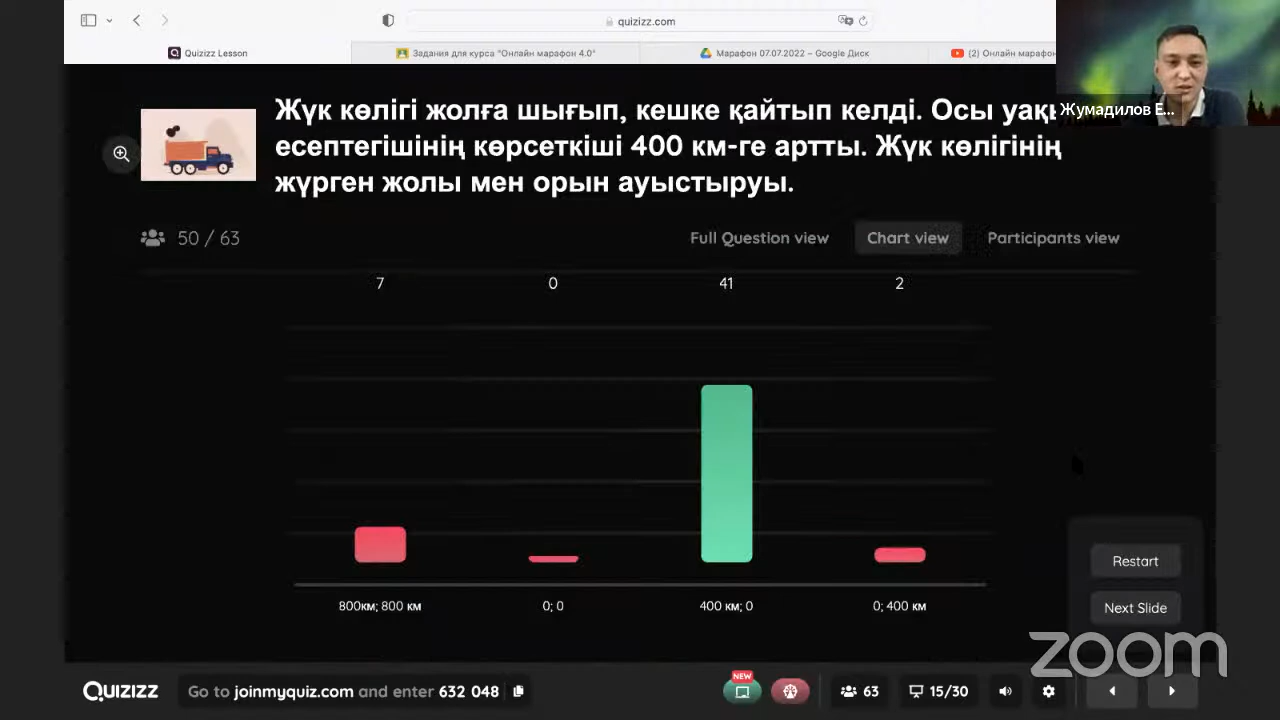 quizizz.com
Quizizz Lesson
Задания для курса "Онлайн марафон 4.0"
Марафон 07.07.2022 – Google Диск
(2) Онлайн марафон
Жумадилов Е...
Жүк көлігі жолға шығып, кешке қайтып келді. Осы
есептегішінің көрсеткіші 400 км-ге артты. Жүк көлігінің
жүрген жолы мен орын ауыстыруы.
50 / 63
Full Question view
Chart view
Participants view
7
0
41
2
800км; 800 км
0; 0
400 км; 0
0; 400 км
Restart
Next Slide
zoom
Quizizz
Go to joinmyquiz.com and enter 632 048
NEW
63
15/30